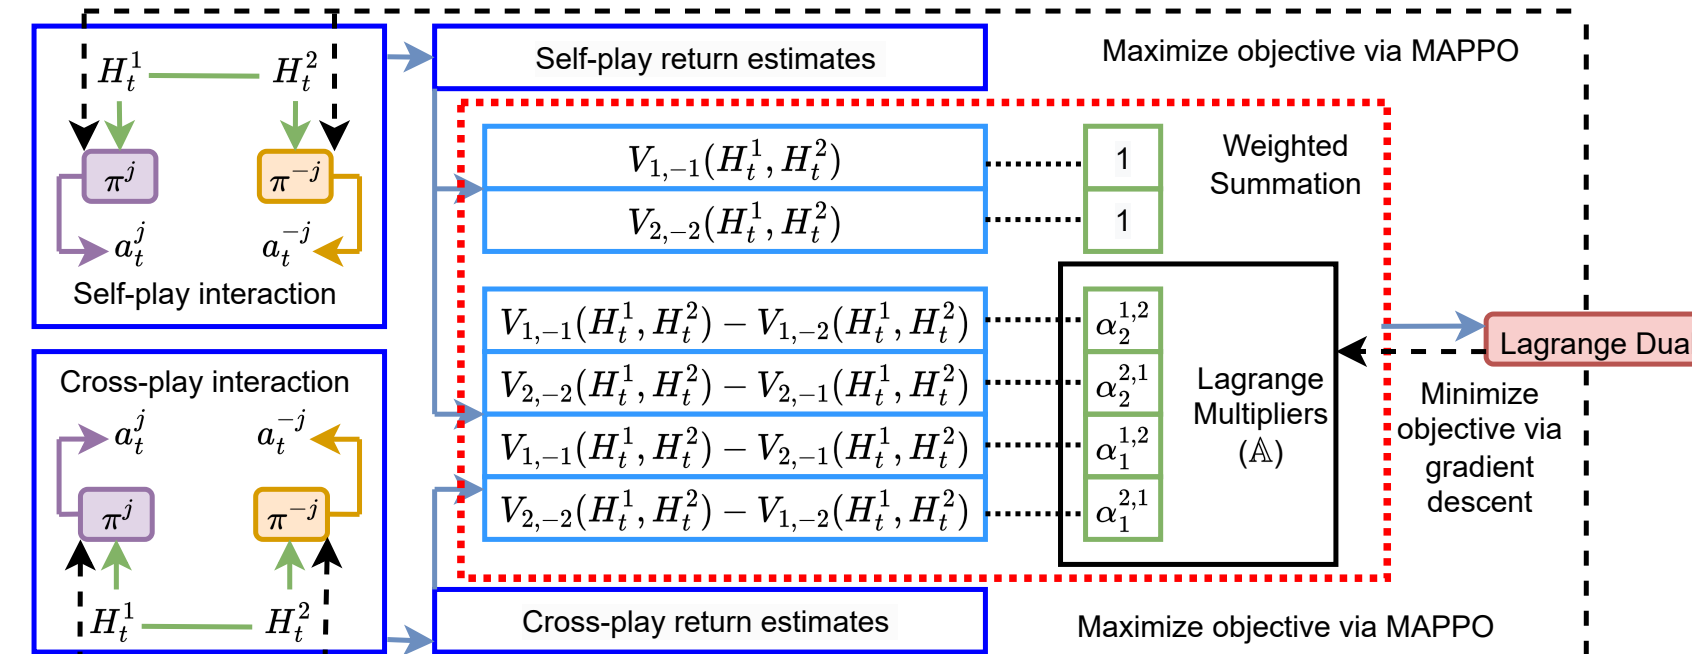 H_t^1 H_t^2
π^j π^{-j}
a_t^j a_t^{-j}
Self-play interaction
Cross-play interaction
a_t^j a_t^{-j}
π^j π^{-j}
H_t^1 H_t^2
Self-play return estimates
Maximize objective via MAPPO
V_{1,-1}(H_t^1, H_t^2) 1
V_{2,-2}(H_t^1, H_t^2) 1
Weighted
Summation
V_{1,-1}(H_t^1, H_t^2) − V_{1,-2}(H_t^1, H_t^2) α_2^{1,2}
V_{2,-2}(H_t^1, H_t^2) − V_{2,-1}(H_t^1, H_t^2) α_2^{2,1}
V_{1,-1}(H_t^1, H_t^2) − V_{2,-1}(H_t^1, H_t^2) α_1^{1,2}
V_{2,-2}(H_t^1, H_t^2) − V_{1,-2}(H_t^1, H_t^2) α_1^{2,1}
Lagrange
Multipliers
(𝔸)
Lagrange Dua
Minimize
objective via
gradient
descent
Cross-play return estimates
Maximize objective via MAPPO